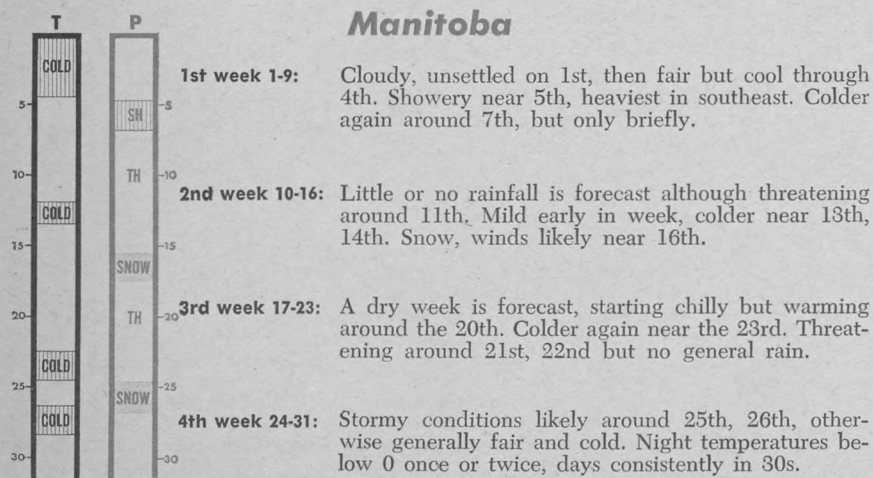 Manitoba
T
P
COLD
COLD
COLD
COLD
5-
10-
15-
20-
25-
30-
SH
TH
SNOW
TH
SNOW
-5
-10
-15
-20
-25
-30
1st week 1-9: Cloudy, unsettled on 1st, then fair but cool through
4th. Showery near 5th, heaviest in southeast. Colder
again around 7th, but only briefly.
2nd week 10-16: Little or no rainfall is forecast although threatening
around 11th. Mild early in week, colder near 13th,
14th. Snow, winds likely near 16th.
3rd week 17-23: A dry week is forecast, starting chilly but warming
around the 20th. Colder again near the 23rd. Threat-
ening around 21st, 22nd but no general rain.
4th week 24-31: Stormy conditions likely around 25th, 26th, other-
wise generally fair and cold. Night temperatures be-
low 0 once or twice, days consistently in 30s.